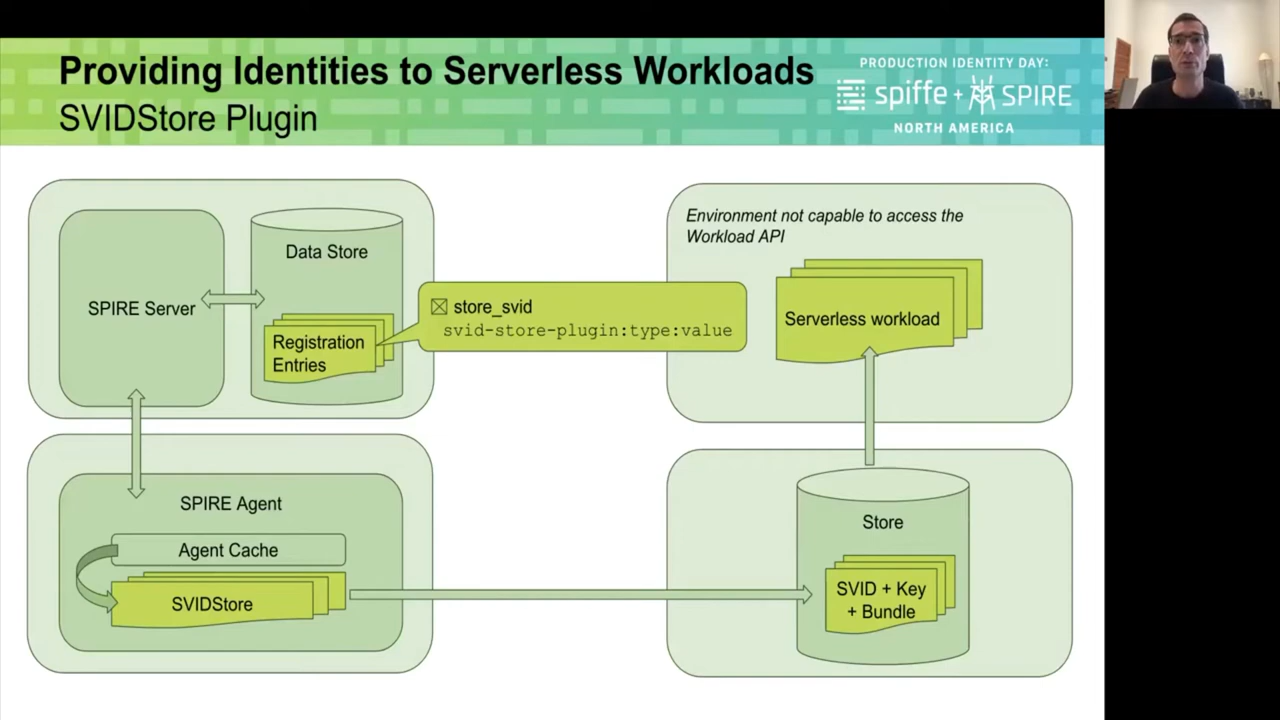 Providing Identities to Serverless Workloads
SVIDStore Plugin
PRODUCTION IDENTITY DAY:
spiffe + SPIRE
NORTH AMERICA
SPIRE Server
Data Store
Registration
Entries
store_svid
svid-store-plugin:type:value
Environment not capable to access the
Workload API
Serverless workload
SPIRE Agent
Agent Cache
SVIDStore
Store
SVID + Key
+ Bundle